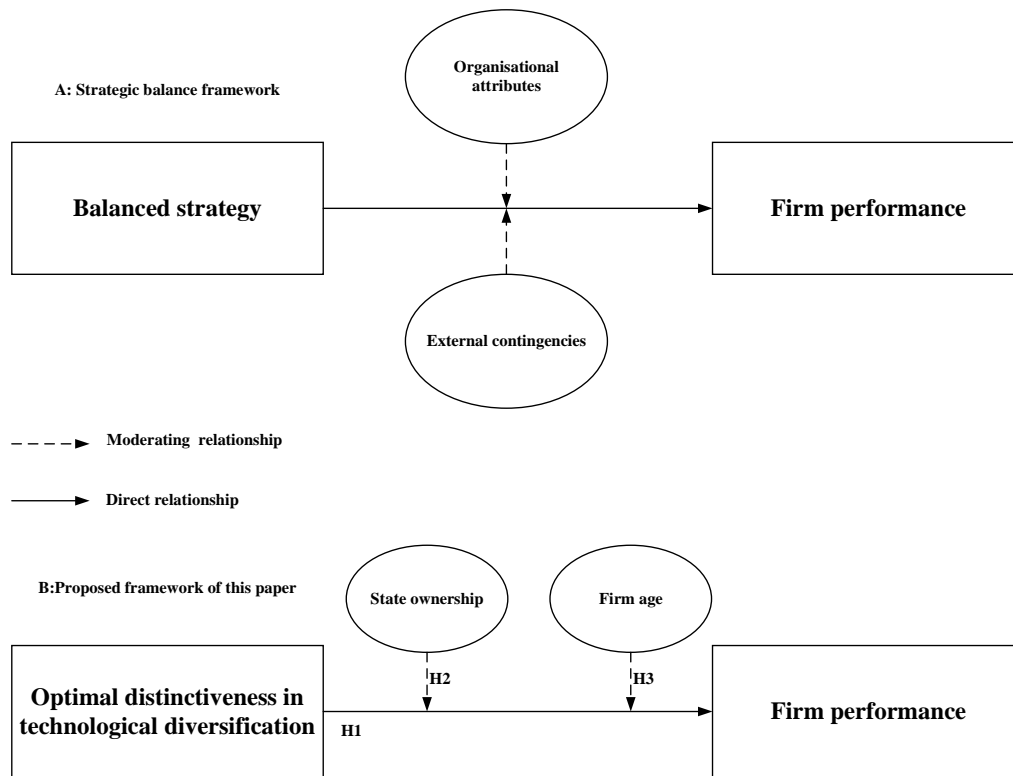 Organisational
attributes
A: Strategic balance framework
Balanced strategy
Firm performance
External contingencies
Moderating relationship
Direct relationship
B:Proposed framework of this paper
State ownership
Firm age
H2
H3
Optimal distinctiveness in
technological diversification
Firm performance
H1